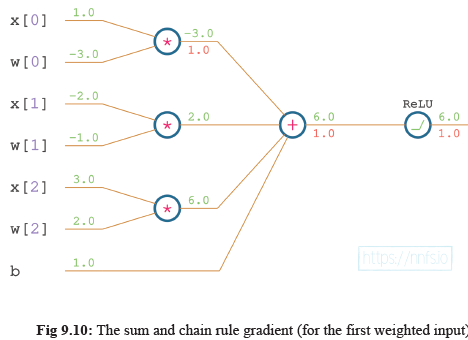 x[0] 1.0
-3.0
* 1.0
w[0] -3.0
x[1] -2.0
ReLU
* 2.0
+ 6.0 1.0
6.0 1.0
w[1] -1.0
x[2] 3.0
* 6.0
w[2] 2.0
b 1.0
https://nnfs.io
Fig 9.10: The sum and chain rule gradient (for the first weighted input)